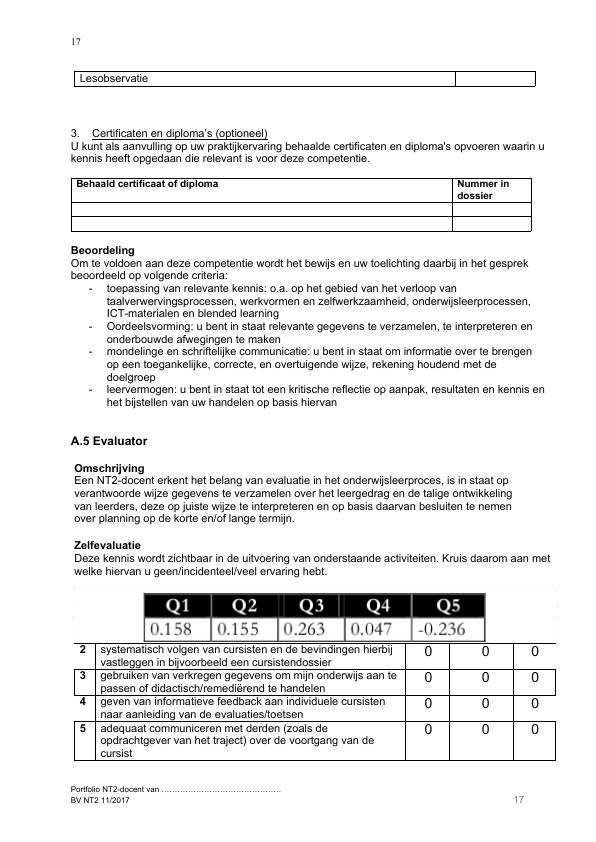 17
Lesobservatie
3. Certificaten en diploma's (optioneel)
U kunt als aanvulling op uw praktijkervaring behaalde certificaten en diploma's opvoeren waarin u
kennis heeft opgedaan die relevant is voor deze competentie.
Behaald certificaat of diploma Nummer in
dossier
Beoordeling
Om te voldoen aan deze competentie wordt het bewijs en uw toelichting daarbij in het gesprek
beoordeeld op volgende criteria:
- toepassing van relevante kennis: o.a. op het gebied van het verloop van
taalverwervingsprocessen, werkvormen en zelfwerkzaamheid, onderwijsleerprocessen,
ICT-materialen en blended learning
- Oordeelsvorming: u bent in staat relevante gegevens te verzamelen, te interpreteren en
onderbouwde afwegingen te maken
- mondelinge en schriftelijke communicatie: u bent in staat om informatie over te brengen
op een toegankelijke, correcte, en overtuigende wijze, rekening houdend met de
doelgroep
- leervermogen: u bent in staat tot een kritische reflectie op aanpak, resultaten en kennis en
het bijstellen van uw handelen op basis hiervan
A.5 Evaluator
Omschrijving
Een NT2-docent erkent het belang van evaluatie in het onderwijsleerproces, is in staat op
verantwoorde wijze gegevens te verzamelen over het leergedrag en de talige ontwikkeling
van leerders, deze op juiste wijze te interpreteren en op basis daarvan besluiten te nemen
over planning op de korte en/of lange termijn.
Zelfevaluatie
Deze kennis wordt zichtbaar in de uitvoering van onderstaande activiteiten. Kruis daarom aan met
welke hiervan u geen/incidenteel/veel ervaring hebt.
Q1 Q2 Q3 Q4 Q5
0.158 0.155 0.263 0.047 -0.236
2 systematisch volgen van cursisten en de bevindingen hierbij 0 0 0
vastleggen in bijvoorbeeld een cursistendossier
3 gebruiken van verkregen gegevens om mijn onderwijs aan te 0 0 0
passen of didactisch/remediërend te handelen
4 geven van informatieve feedback aan individuele cursisten 0 0 0
naar aanleiding van de evaluaties/toetsen
5 adequaat communiceren met derden (zoals de 0 0 0
opdrachtgever van het traject) over de voortgang van de
cursist
Portfolio NT2-docent van ..........................................
BV NT2 11/2017 17